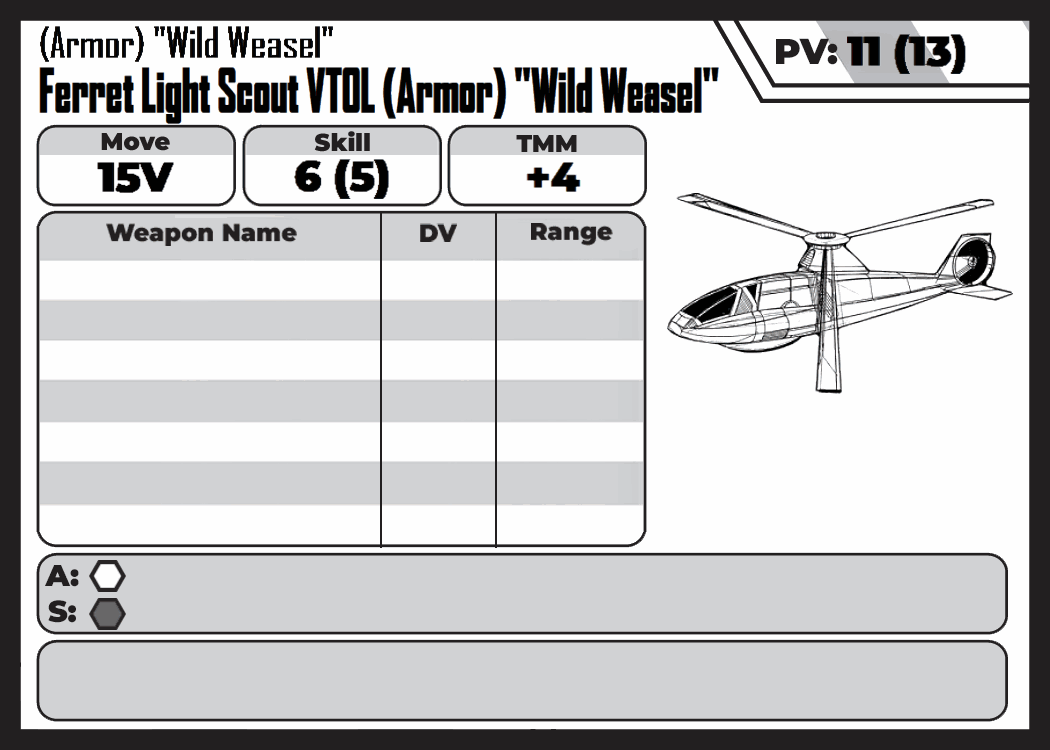 (Armor) "Wild Weasel"
PV: 11 (13)
Ferret Light Scout VTOL (Armor) "Wild Weasel"
Move Skill TMM
15V 6 (5) +4
Weapon Name DV Range
A:
S: